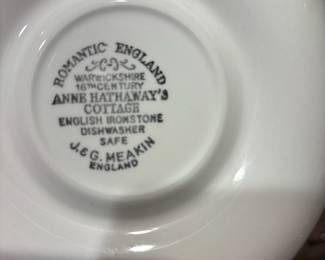 ROMANTIC ENGLAND
WARWICKSHIRE
16TH CENTURY
ANNE HATHAWAY'S
COTTAGE
ENGLISH IRONSTONE
DISHWASHER
SAFE
J.& G. MEAKIN
ENGLAND